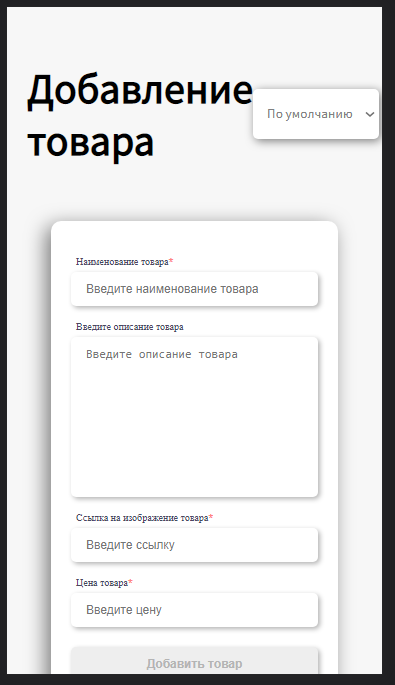 Добавление
товара
По умолчанию
Наименование товара*
Введите наименование товара
Введите описание товара
Введите описание товара
Ссылка на изображение товара*
Введите ссылку
Цена товара*
Введите цену
Добавить товар